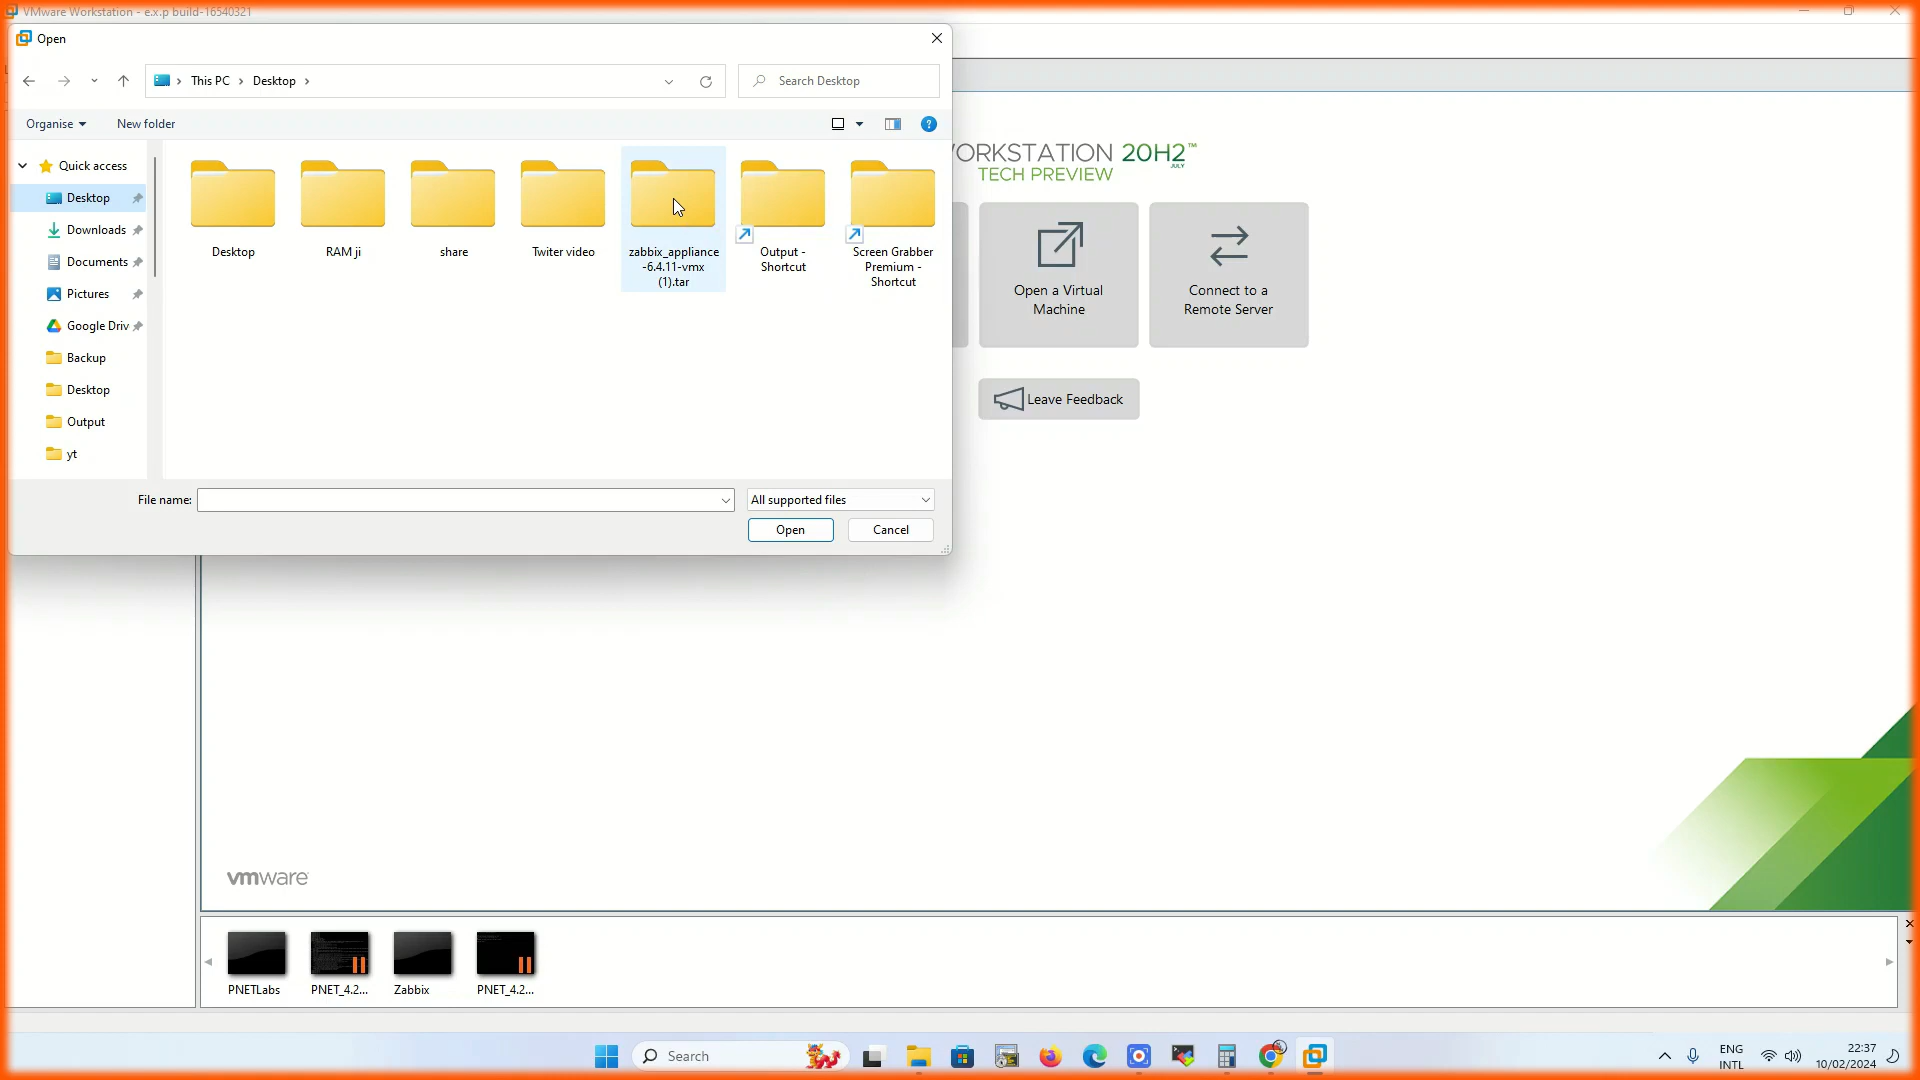 VMware Workstation - e.x.p build-16540321
Open
This PC
Desktop
Search Desktop
Organise
New folder
Quick access
Desktop
Downloads
Documents
Pictures
Google Driv
Backup
Desktop
Output
yt
Desktop
RAM ji
share
Twiter video
zabbix_appliance
-6.4.11-vmx
(1).tar
Output -
Shortcut
Screen Grabber
Premium -
Shortcut
File name:
All supported files
Open
Cancel
ORKSTATION 20H2™
JULY
TECH PREVIEW
Open a Virtual
Machine
Connect to a
Remote Server
Leave Feedback
vmware
PNETLabs
PNET_4.2...
Zabbix
PNET_4.2...
Search
ENG
INTL
22:37
10/02/2024